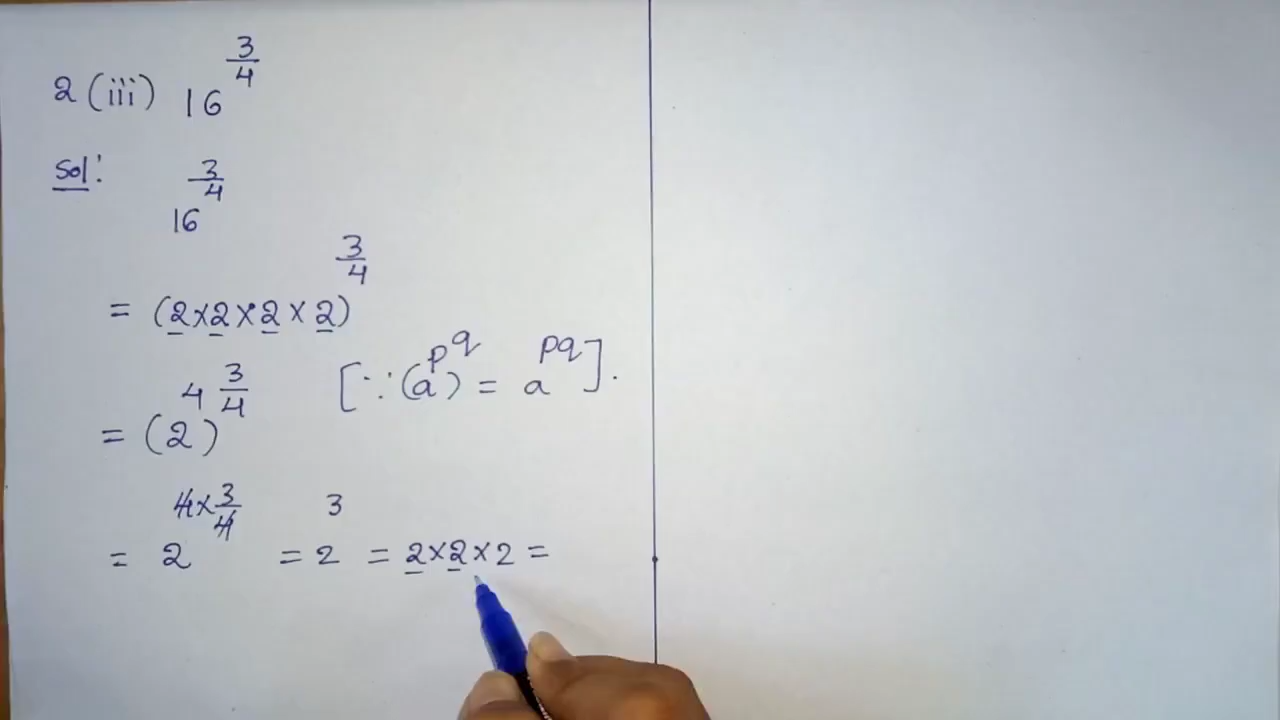 2 (iii) 16^{3/4}
Sol: 16^{3/4}
= (2×2×2×2)^{3/4}
= (2)^{4 3/4} [∵ (a^p)^q = a^{pq}].
= 2^{4×3/4} = 2^3 = 2×2×2 =